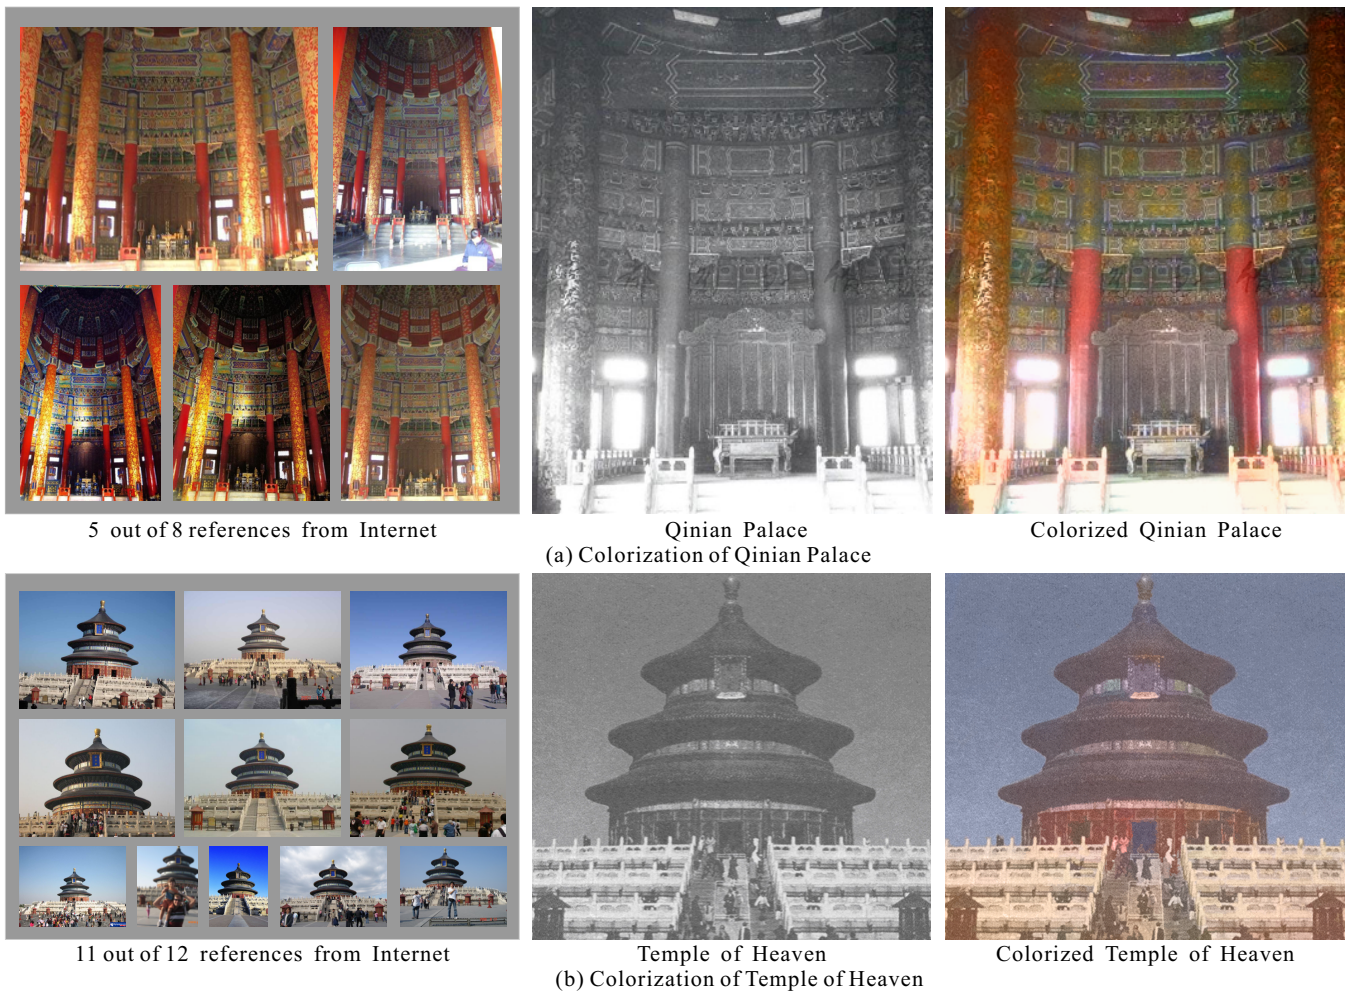 5 out of 8 references from Internet
Qinian Palace
Colorized Qinian Palace
(a) Colorization of Qinian Palace
11 out of 12 references from Internet
Temple of Heaven
Colorized Temple of Heaven
(b) Colorization of Temple of Heaven